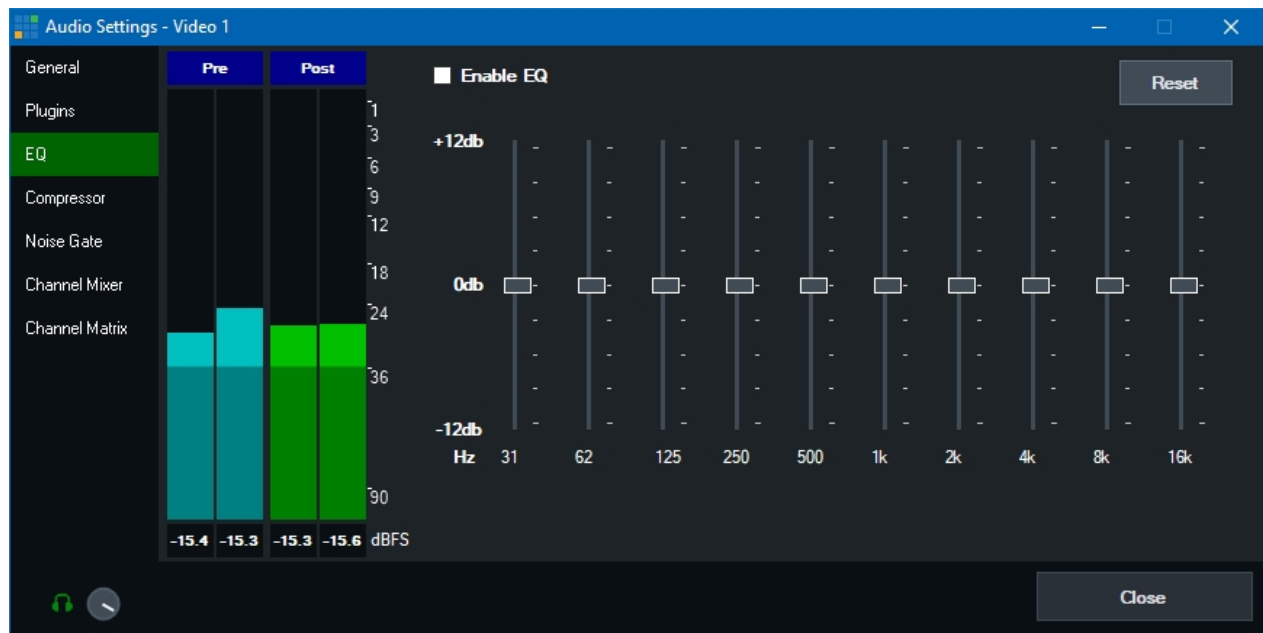 Audio Settings - Video 1
General
Plugins
EQ
Compressor
Noise Gate
Channel Mixer
Channel Matrix
Pre Post
1
3
6
9
12
18
24
36
90
-15.4 -15.3 -15.3 -15.6 dBFS
Enable EQ
Reset
+12db
0db
-12db
Hz 31 62 125 250 500 1k 2k 4k 8k 16k
Close